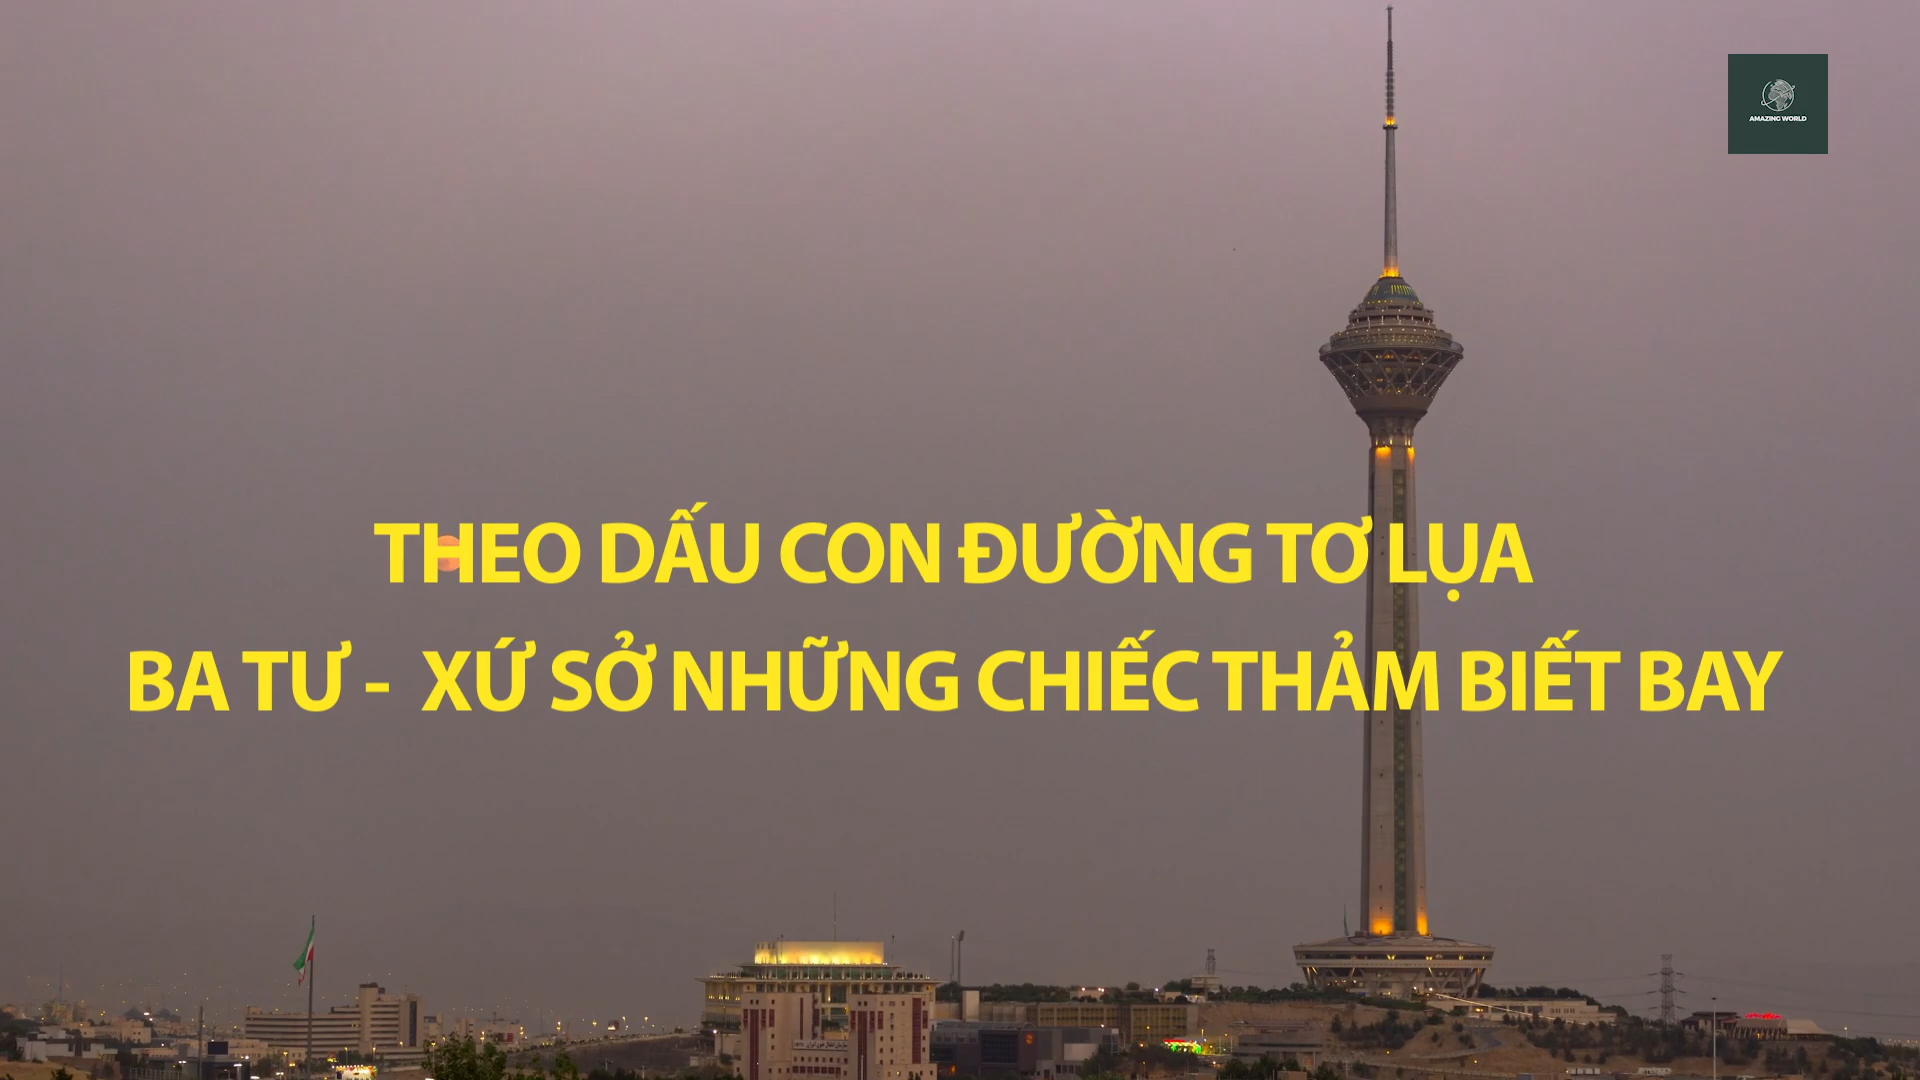 AMAZING WORLD
THEO DẤU CON ĐƯỜNG TƠ LỤA
BA TƯ - XỨ SỞ NHỮNG CHIẾC THẢM BIẾT BAY